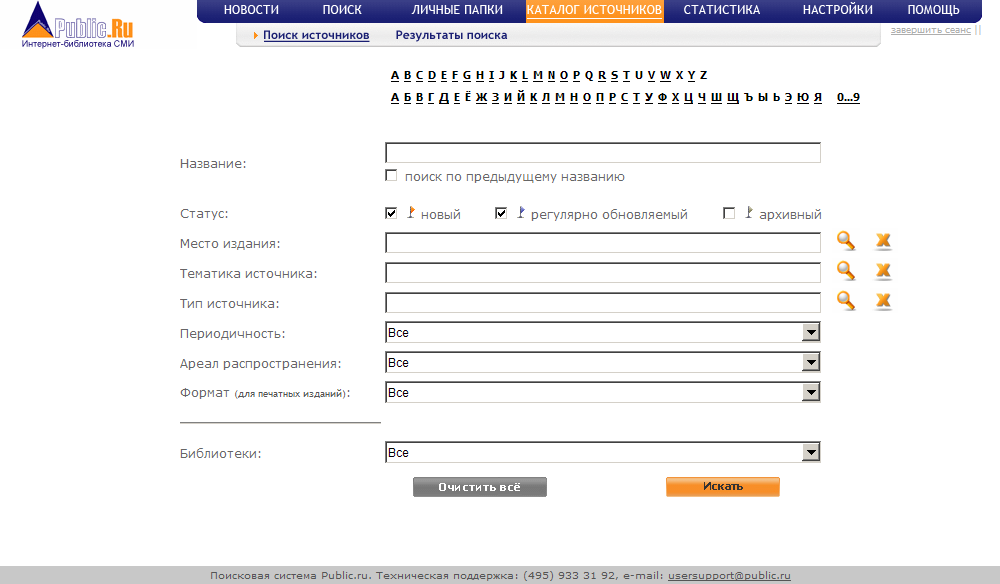 Public.Ru
Интернет-библиотека СМИ
НОВОСТИ ПОИСК ЛИЧНЫЕ ПАПКИ КАТАЛОГ ИСТОЧНИКОВ СТАТИСТИКА НАСТРОЙКИ ПОМОЩЬ
Поиск источников Результаты поиска
завершить сеанс
A B C D E F G H I J K L M N O P Q R S T U V W X Y Z
А Б В Г Д Е Ё Ж З И Й К Л М Н О П Р С Т У Ф Х Ц Ч Ш Щ Ъ Ы Ь Э Ю Я 0...9
Название:
поиск по предыдущему названию
Статус: новый регулярно обновляемый архивный
Место издания:
Тематика источника:
Тип источника:
Периодичность: Все
Ареал распространения: Все
Формат (для печатных изданий): Все
Библиотеки: Все
Очистить всё Искать
Поисковая система Public.ru. Техническая поддержка: (495) 933 31 92, e-mail: usersupport@public.ru